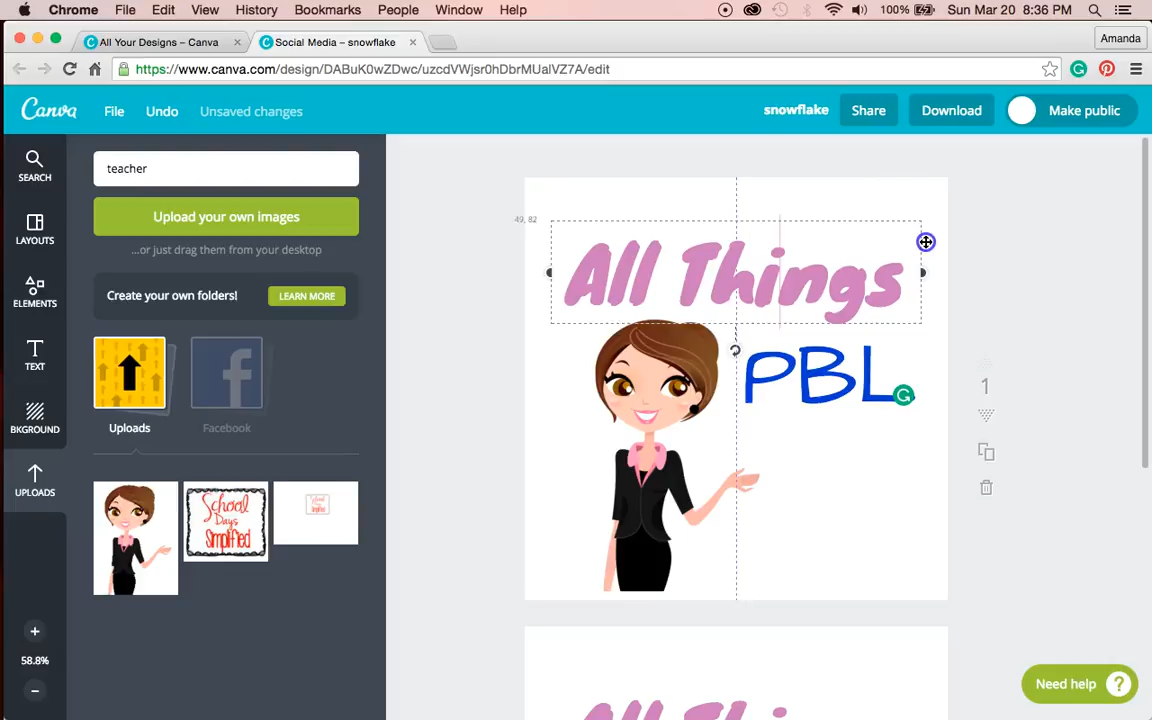 Chrome File Edit View History Bookmarks People Window Help 100% Sun Mar 20 8:36 PM
All Your Designs – Canva Social Media – snowflake Amanda
https://www.canva.com/design/DABuK0wZDwc/uzcdVWjsr0hDbrMUalVZ7A/edit
Canva File Undo Unsaved changes snowflake Share Download Make public
SEARCH
LAYOUTS
ELEMENTS
TEXT
BKGROUND
UPLOADS
58.8%
teacher
Upload your own images
...or just drag them from your desktop
Create your own folders! LEARN MORE
Uploads Facebook
School
Days
Simplified
49, 82
All Things
PBL
1
All Things
Need help ?